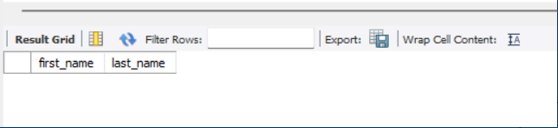 Result Grid Filter Rows: Export: Wrap Cell Content:
first_name last_name